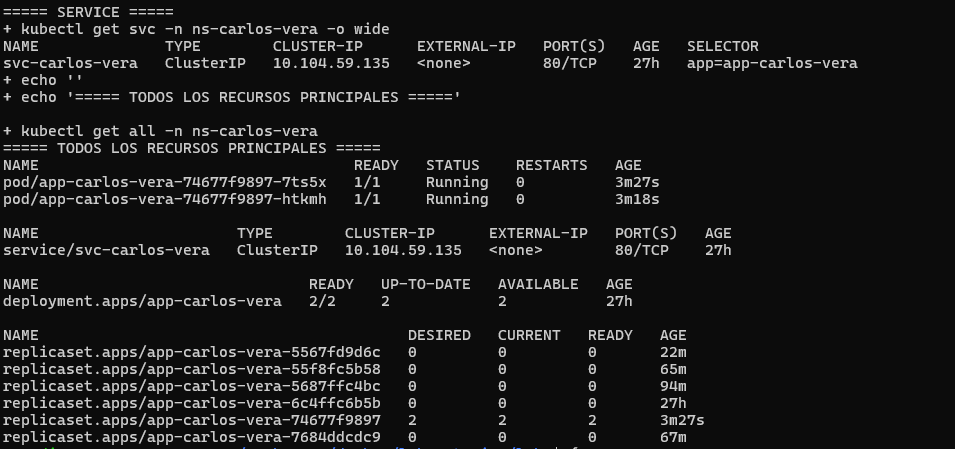 ===== SERVICE =====
+ kubectl get svc -n ns-carlos-vera -o wide
NAME              TYPE        CLUSTER-IP      EXTERNAL-IP   PORT(S)   AGE   SELECTOR
svc-carlos-vera   ClusterIP   10.104.59.135   <none>        80/TCP    27h   app=app-carlos-vera
+ echo ''
+ echo '===== TODOS LOS RECURSOS PRINCIPALES ====='
+ kubectl get all -n ns-carlos-vera
===== TODOS LOS RECURSOS PRINCIPALES =====
NAME                                   READY   STATUS    RESTARTS   AGE
pod/app-carlos-vera-74677f9897-7ts5x   1/1     Running   0          3m27s
pod/app-carlos-vera-74677f9897-htkmh   1/1     Running   0          3m18s
NAME                      TYPE        CLUSTER-IP      EXTERNAL-IP   PORT(S)   AGE
service/svc-carlos-vera   ClusterIP   10.104.59.135   <none>        80/TCP    27h
NAME                              READY   UP-TO-DATE   AVAILABLE   AGE
deployment.apps/app-carlos-vera   2/2     2            2           27h
NAME                                         DESIRED   CURRENT   READY   AGE
replicaset.apps/app-carlos-vera-5567fd9d6c   0         0         0       22m
replicaset.apps/app-carlos-vera-55f8fc5b58   0         0         0       65m
replicaset.apps/app-carlos-vera-5687ffc4bc   0         0         0       94m
replicaset.apps/app-carlos-vera-6c4ffc6b5b   0         0         0       27h
replicaset.apps/app-carlos-vera-74677f9897   2         2         2       3m27s
replicaset.apps/app-carlos-vera-7684ddcdc9   0         0         0       67m